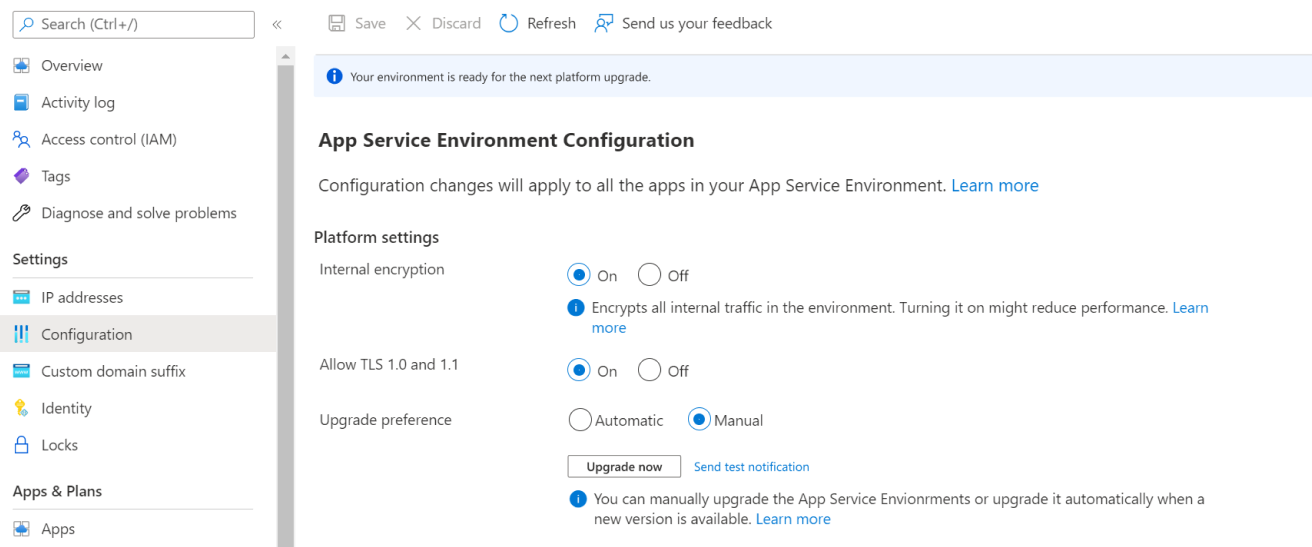 Search (Ctrl+/)
«
Overview
Activity log
Access control (IAM)
Tags
Diagnose and solve problems
Settings
IP addresses
Configuration
Custom domain suffix
Identity
Locks
Apps & Plans
Apps
Save Discard Refresh Send us your feedback
Your environment is ready for the next platform upgrade.
App Service Environment Configuration
Configuration changes will apply to all the apps in your App Service Environment. Learn more
Platform settings
Internal encryption
On Off
Encrypts all internal traffic in the environment. Turning it on might reduce performance. Learn
more
Allow TLS 1.0 and 1.1
On Off
Upgrade preference
Automatic Manual
Upgrade now Send test notification
You can manually upgrade the App Service Envionrments or upgrade it automatically when a
new version is available. Learn more